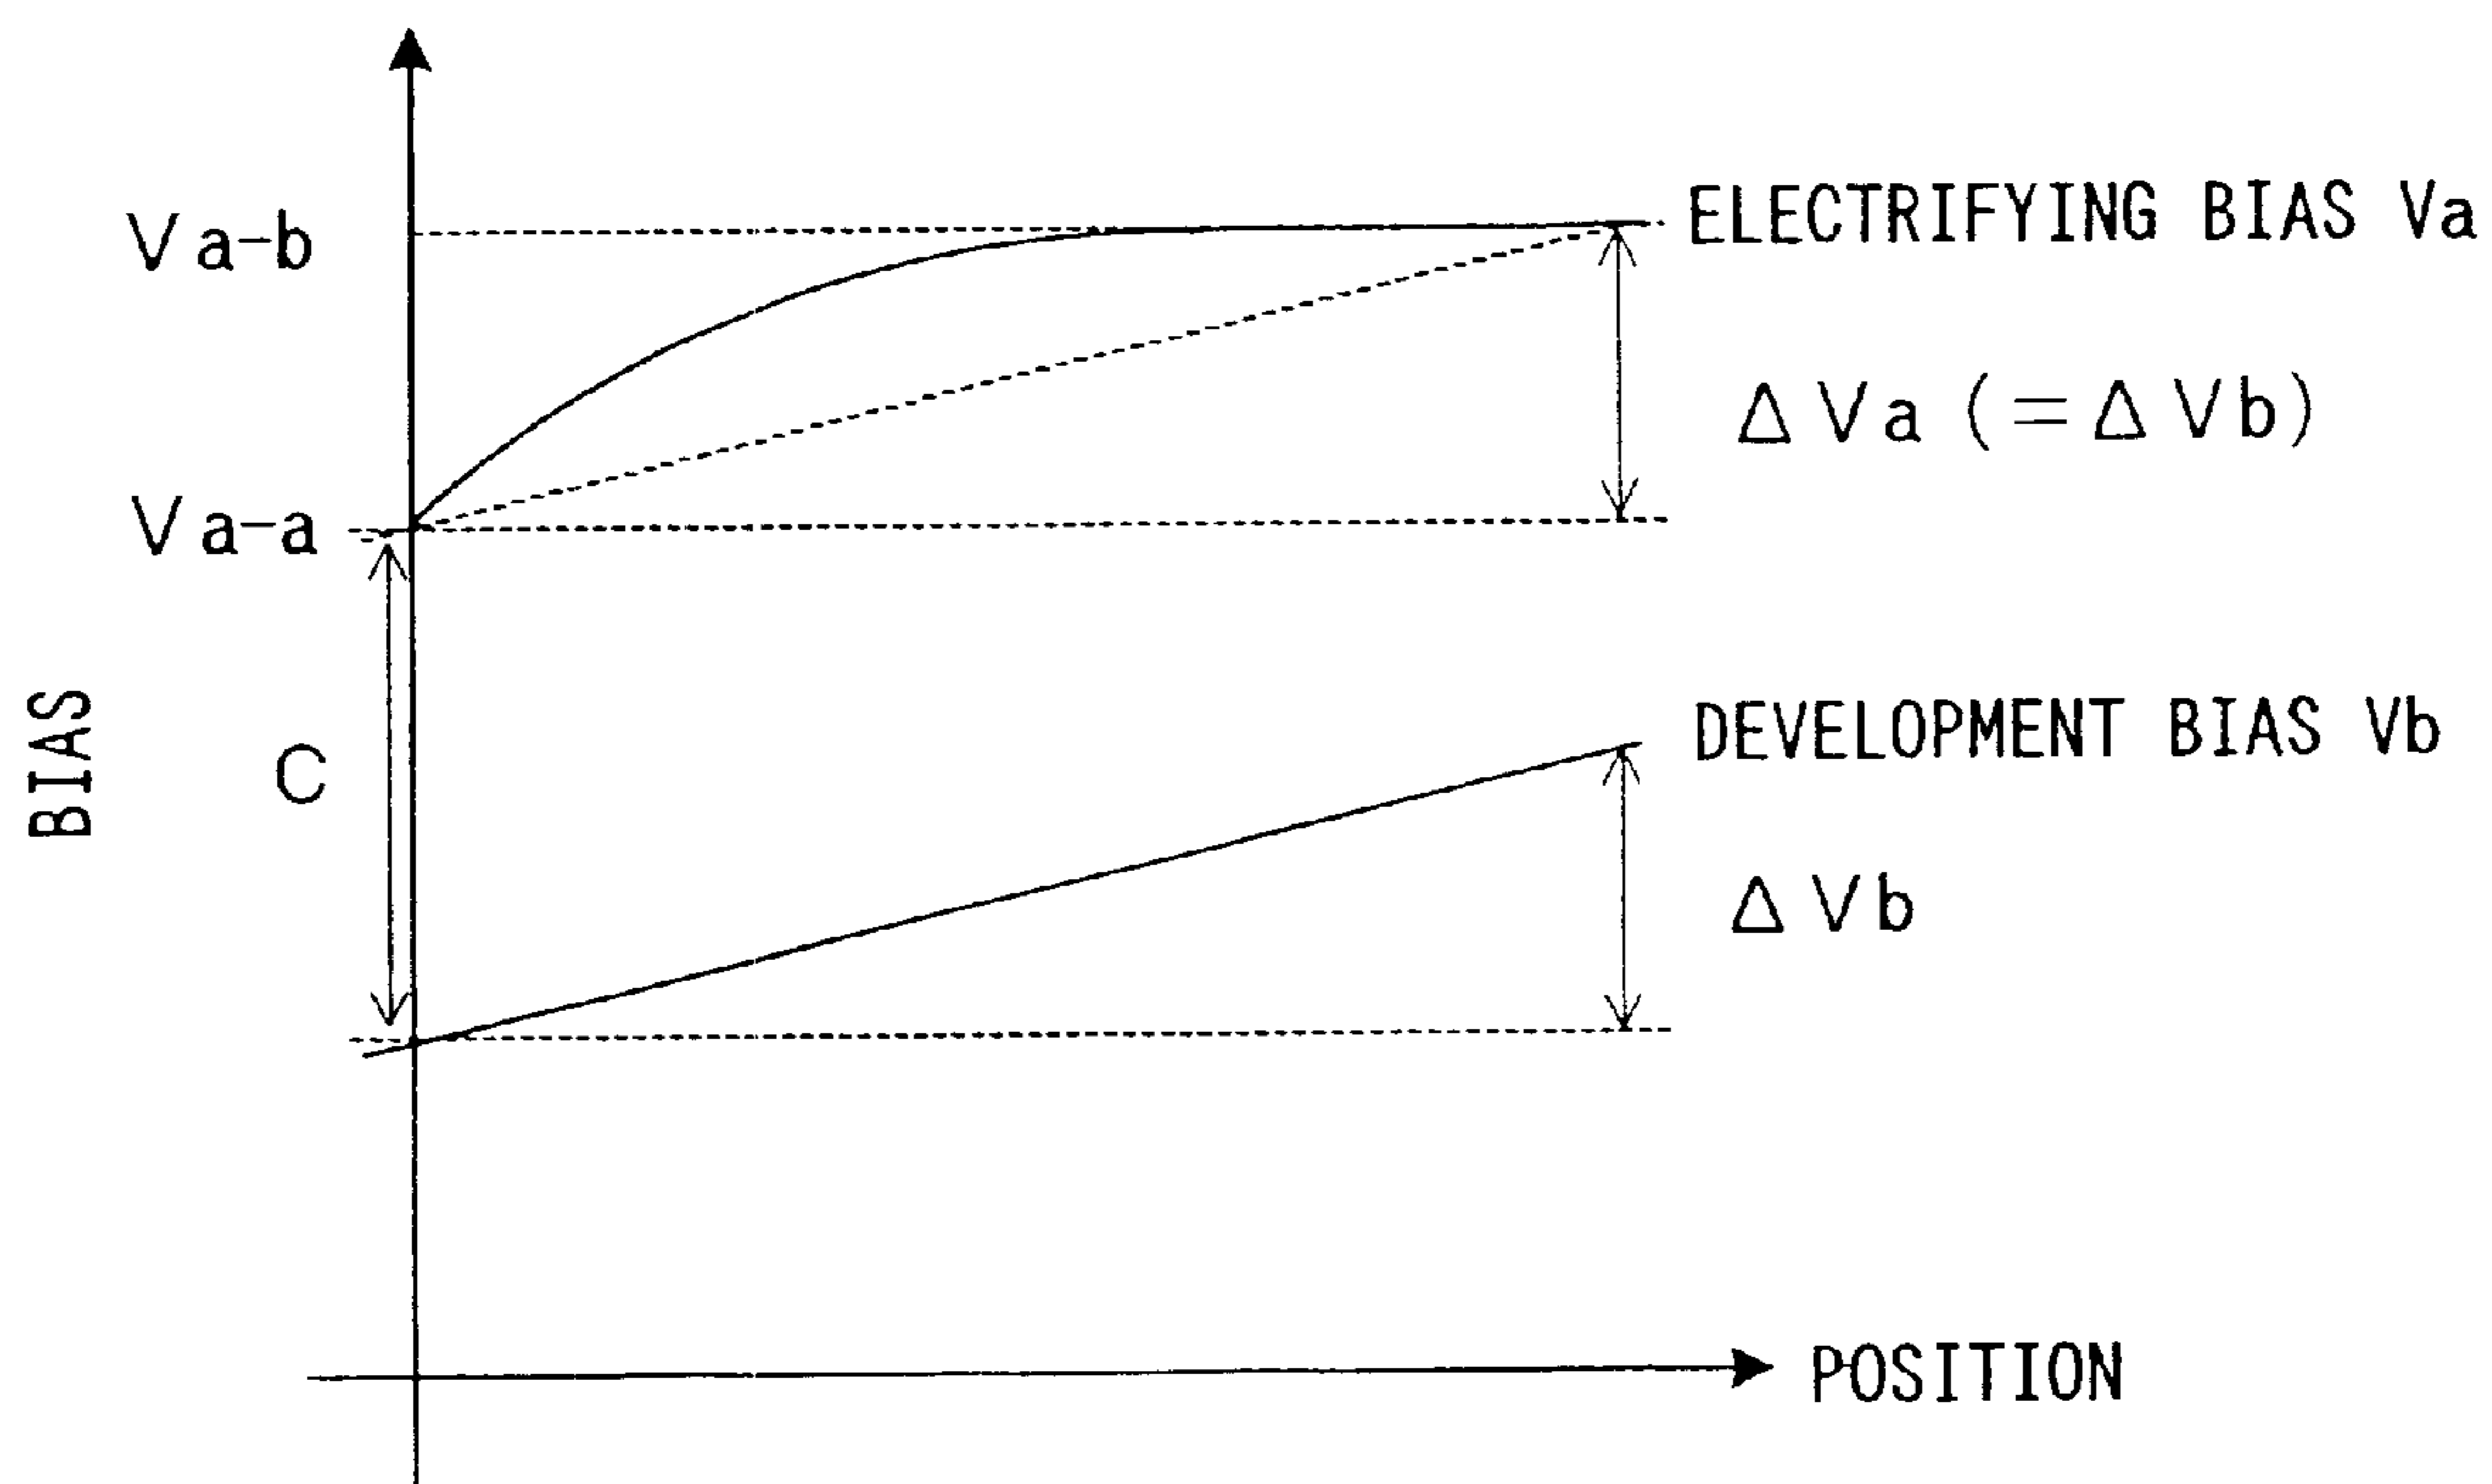 Va-b
ELECTRIFYING BIAS Va
ΔVa (=ΔVb)
Va-a
BIAS
C
DEVELOPMENT BIAS Vb
ΔVb
POSITION